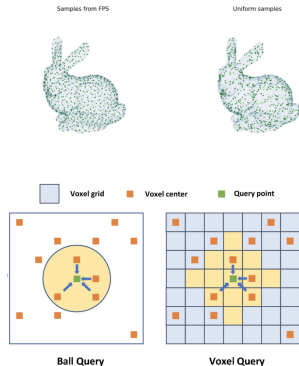 Samples from FPS
Uniform samples
Voxel grid
Voxel center
Query point
Ball Query
Voxel Query